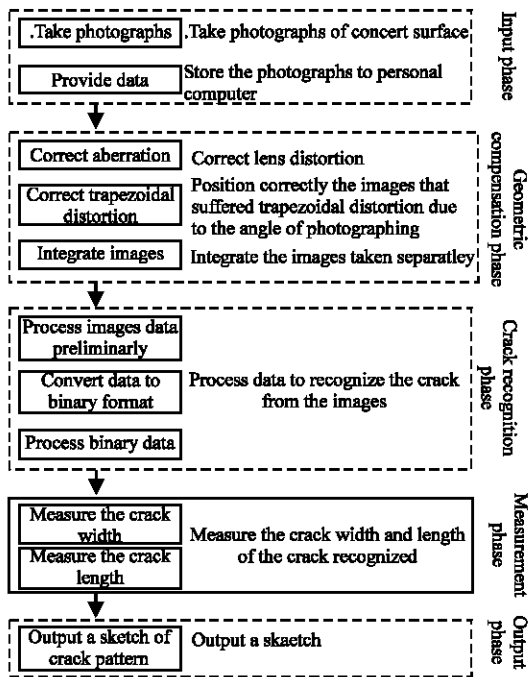 .Take photographs
.Take photographs of concert surface
Provide data
Store the photographs to personal
computer
Input phase
Correct aberration
Correct lens distortion
Correct trapezoidal
distortion
Position correctly the images that
suffered trapezoidal distortion due
to the angle of photographing
Integrate images
Integrate the images taken separatley
Geometric
compensation phase
Process images data
preliminarly
Convert data to
binary format
Process binary data
Process data to recognize the crack
from the images
Crack recognition
phase
Measure the crack
width
Measure the crack
length
Measure the crack width and length
of the crack recognized
Measurement
phase
Output a sketch of
crack pattern
Output a skaetch
Output
phase